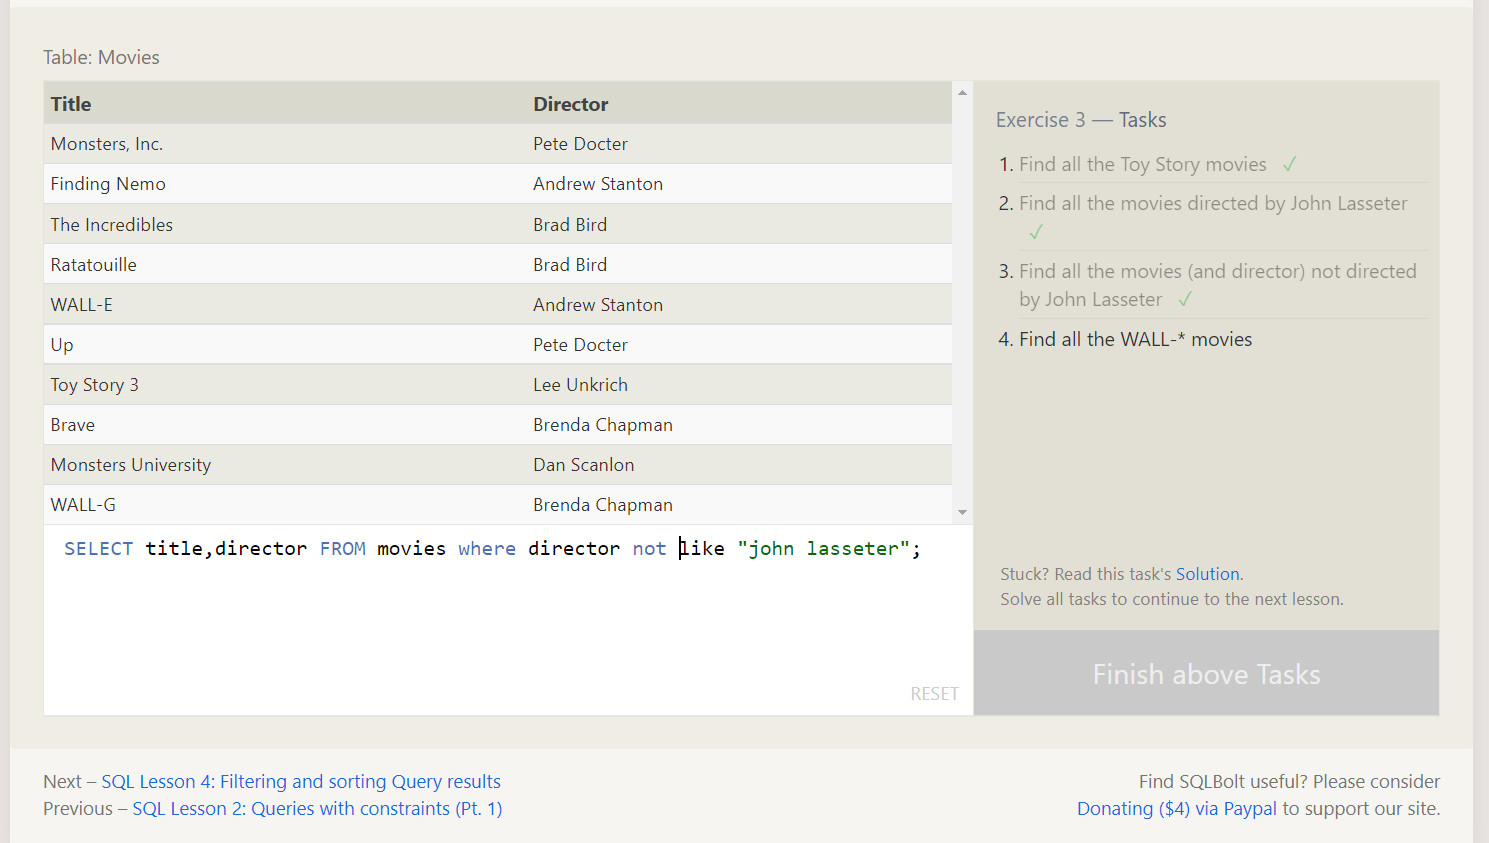 Table: Movies
Title Director
Monsters, Inc. Pete Docter
Finding Nemo Andrew Stanton
The Incredibles Brad Bird
Ratatouille Brad Bird
WALL-E Andrew Stanton
Up Pete Docter
Toy Story 3 Lee Unkrich
Brave Brenda Chapman
Monsters University Dan Scanlon
WALL-G Brenda Chapman
SELECT title,director FROM movies where director not like "john lasseter";
RESET
Exercise 3 — Tasks
1. Find all the Toy Story movies ✓
2. Find all the movies directed by John Lasseter
✓
3. Find all the movies (and director) not directed
by John Lasseter ✓
4. Find all the WALL-* movies
Stuck? Read this task's Solution.
Solve all tasks to continue to the next lesson.
Finish above Tasks
Next – SQL Lesson 4: Filtering and sorting Query results
Previous – SQL Lesson 2: Queries with constraints (Pt. 1)
Find SQLBolt useful? Please consider
Donating ($4) via Paypal to support our site.